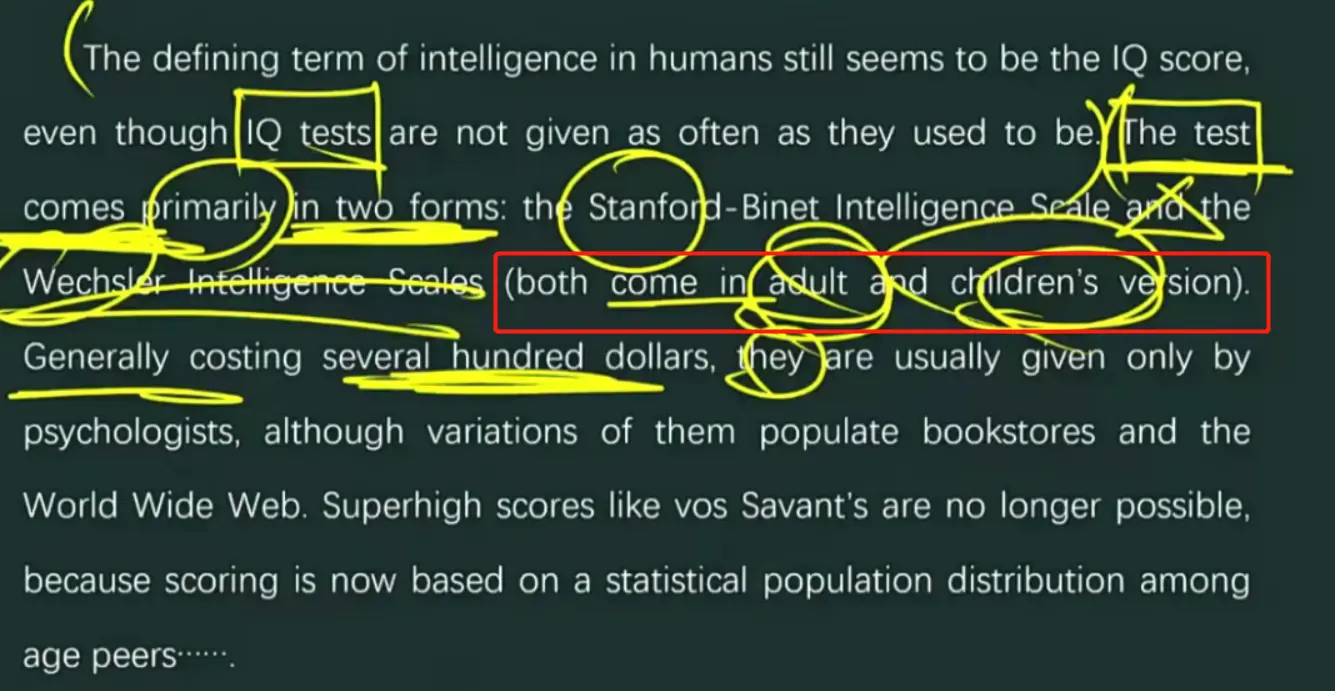 The defining term of intelligence in humans still seems to be the IQ score,
even though IQ tests are not given as often as they used to be. The test
comes primarily in two forms: the Stanford-Binet Intelligence Scale and the
Wechsler Intelligence Scales (both come in adult and children's version).
Generally costing several hundred dollars, they are usually given only by
psychologists, although variations of them populate bookstores and the
World Wide Web. Superhigh scores like vos Savant's are no longer possible,
because scoring is now based on a statistical population distribution among
age peers⋯⋯.